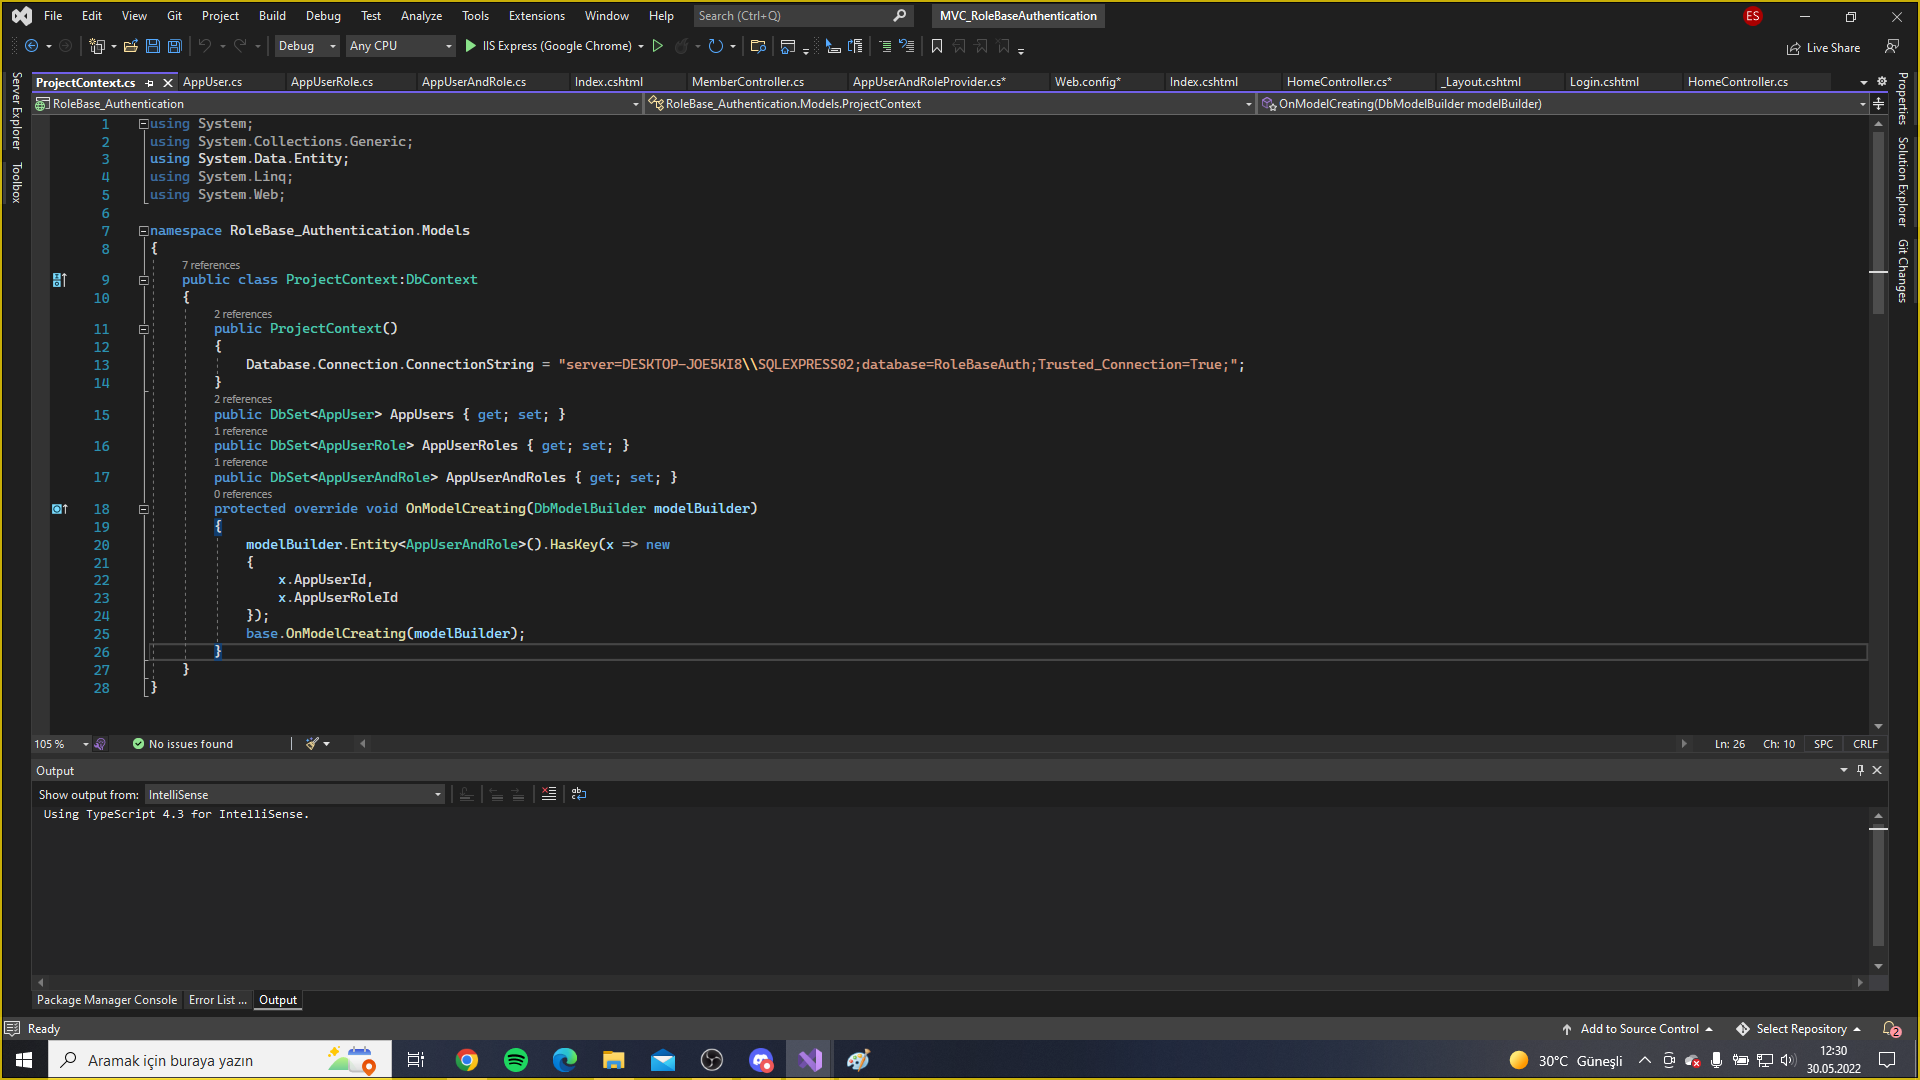 File Edit View Git Project Build Debug Test Analyze Tools Extensions Window Help Search (Ctrl+Q) MVC_RoleBaseAuthentication ES
Debug Any CPU IIS Express (Google Chrome) Live Share
ProjectContext.cs AppUser.cs AppUserRole.cs AppUserAndRole.cs Index.cshtml MemberController.cs AppUserAndRoleProvider.cs* Web.config* Index.cshtml HomeController.cs* _Layout.cshtml Login.cshtml HomeController.cs
RoleBase_Authentication RoleBase_Authentication.Models.ProjectContext OnModelCreating(DbModelBuilder modelBuilder)
Server Explorer
Toolbox
Properties
Solution Explorer
Git Changes
1 using System;
2 using System.Collections.Generic;
3 using System.Data.Entity;
4 using System.Linq;
5 using System.Web;
6
7 namespace RoleBase_Authentication.Models
8 {
7 references
9 public class ProjectContext:DbContext
10 {
2 references
11 public ProjectContext()
12 {
13 Database.Connection.ConnectionString = "server=DESKTOP-JOE5KI8\\SQLEXPRESS02;database=RoleBaseAuth;Trusted_Connection=True;";
14 }
2 references
15 public DbSet<AppUser> AppUsers { get; set; }
1 reference
16 public DbSet<AppUserRole> AppUserRoles { get; set; }
1 reference
17 public DbSet<AppUserAndRole> AppUserAndRoles { get; set; }
0 references
18 protected override void OnModelCreating(DbModelBuilder modelBuilder)
19 {
20 modelBuilder.Entity<AppUserAndRole>().HasKey(x => new
21 {
22 x.AppUserId,
23 x.AppUserRoleId
24 });
25 base.OnModelCreating(modelBuilder);
26 }
27 }
28 }
105 % No issues found Ln: 26 Ch: 10 SPC CRLF
Output
Show output from: IntelliSense
Using TypeScript 4.3 for IntelliSense.
Package Manager Console Error List ... Output
Ready Add to Source Control Select Repository 2
Aramak için buraya yazın 30°C Güneşli 12:30
30.05.2022